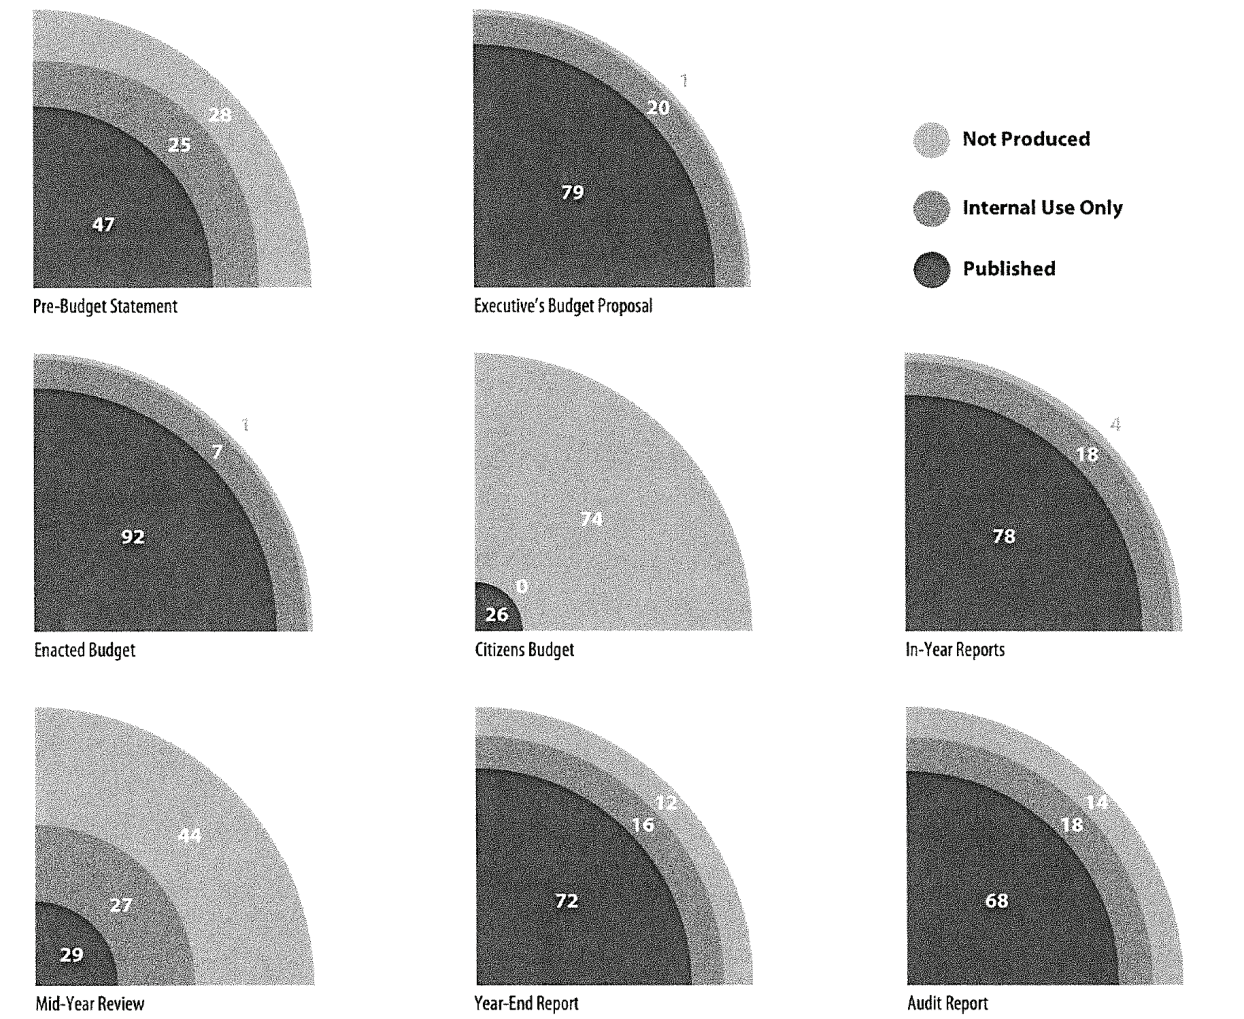 28
25
47
Pre-Budget Statement
1
20
79
Executive's Budget Proposal
Not Produced
Internal Use Only
Published
1
7
92
Enacted Budget
74
0
26
Citizens Budget
4
18
78
In-Year Reports
44
27
29
Mid-Year Review
12
16
72
Year-End Report
14
18
68
Audit Report